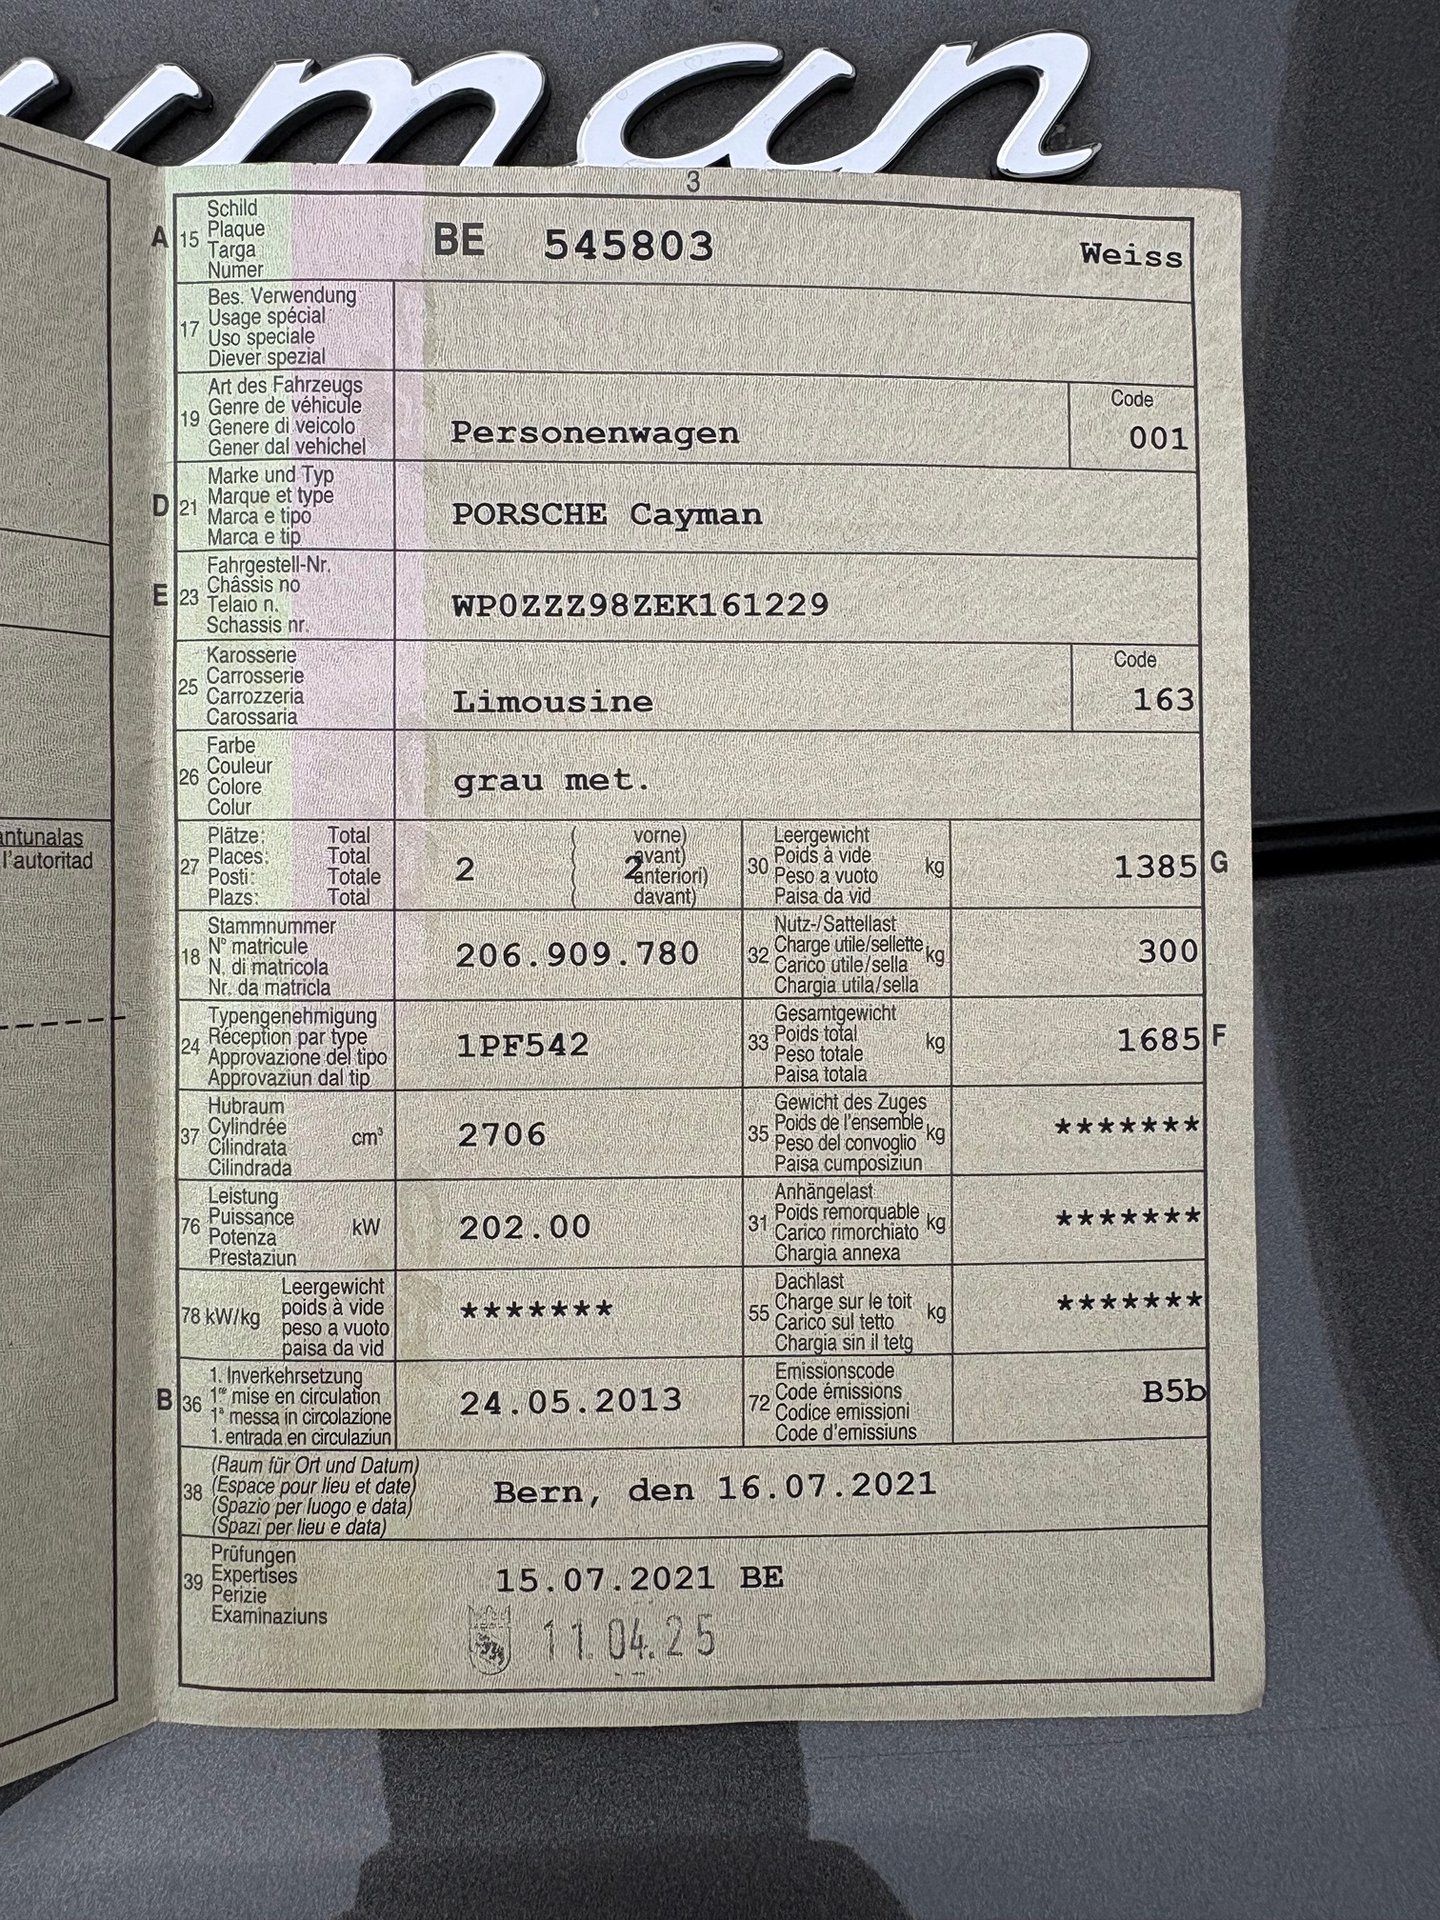 yman
3
A 15 Schild BE 545803 Weiss
Plaque
Targa
Numer
17 Bes. Verwendung
Usage spécial
Uso speciale
Diever spezial
19 Art des Fahrzeugs Code
Genre de véhicule
Genere di veicolo Personenwagen 001
Gener dal vehichel
D 21 Marke und Typ
Marque et type
Marca e tipo PORSCHE Cayman
Marca e tip
E 23 Fahrgestell-Nr.
Châssis no
Telaio n. WP0ZZZ98ZEK161229
Schassis nr.
25 Karosserie Code
Carrosserie
Carrozzeria Limousine 163
Carossaria
26 Farbe
Couleur
Colore grau met.
Colur
27 Plätze: Total 2 ( 2 vorne)
Places: Total ( avant)
Posti: Totale ( anteriori)
Plazs: Total ( davant)
30 Leergewicht
Poids à vide kg 1385 G
Peso a vuoto
Paisa da vid
18 Stammnummer
N° matricule 206.909.780
N. di matricola
Nr. da matricla
32 Nutz-/Sattellast
Charge utile/sellette kg 300
Carico utile/sella
Chargia utila/sella
24 Typengenehmigung
Réception par type 1PF542
Approvazione del tipo
Approvaziun dal tip
33 Gesamtgewicht
Poids total kg 1685 F
Peso totale
Paisa totala
37 Hubraum
Cylindrée cm³ 2706
Cilindrata
Cilindrada
35 Gewicht des Zuges
Poids de l'ensemble kg *******
Peso del convoglio
Paisa cumposiziun
76 Leistung
Puissance kW 202.00
Potenza
Prestaziun
31 Anhängelast
Poids remorquable kg *******
Carico rimorchiato
Chargia annexa
78 kW/kg Leergewicht
poids à vide *******
peso a vuoto
paisa da vid
55 Dachlast
Charge sur le toit kg *******
Carico sul tetto
Chargia sin il tetg
B 36 1. Inverkehrsetzung
1re mise en circulation 24.05.2013
1a messa in circolazione
1. entrada en circulaziun
72 Emissionscode
Code émissions B5b
Codice emissioni
Code d'emissiuns
38 (Raum für Ort und Datum)
(Espace pour lieu et date) Bern, den 16.07.2021
(Spazio per luogo e data)
(Spazi per lieu e data)
39 Prüfungen
Expertises 15.07.2021 BE
Perizie
Examinaziuns
11.04.25
antunalas
l'autoritad